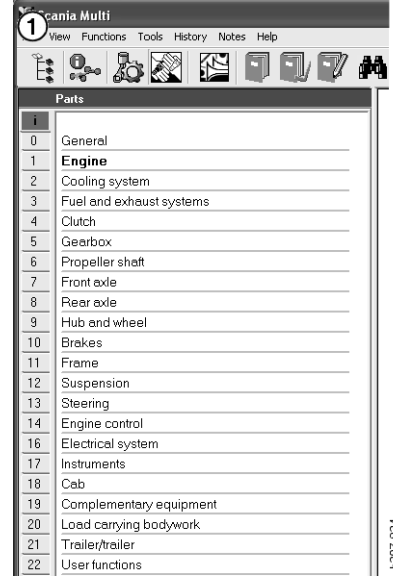 Scania Multi
1
View Functions Tools History Notes Help
Parts
i
0 General
1 Engine
2 Cooling system
3 Fuel and exhaust systems
4 Clutch
5 Gearbox
6 Propeller shaft
7 Front axle
8 Rear axle
9 Hub and wheel
10 Brakes
11 Frame
12 Suspension
13 Steering
14 Engine control
16 Electrical system
17 Instruments
18 Cab
19 Complementary equipment
20 Load carrying bodywork
21 Trailer/trailer
22 User functions